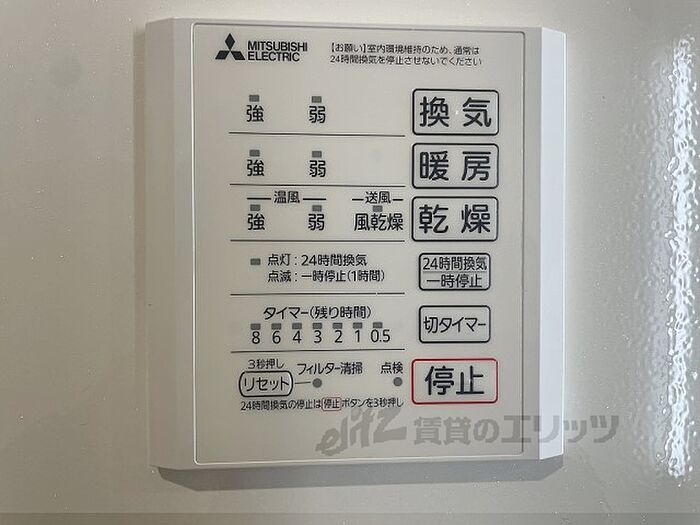 MITSUBISHI
ELECTRIC
【お願い】室内環境維持のため、通常は
24時間換気を停止させないでください
強 弱 換気
強 弱 暖房
温風 送風
強 弱 風乾燥 乾燥
点灯:24時間換気
点滅:一時停止(1時間)
24時間換気
一時停止
タイマー(残り時間)
8 6 4 3 2 1 0.5
切タイマー
3秒押し
リセット フィルター清掃 点検
停止
24時間換気の停止は停止ボタンを3秒押し
elitz 賃貸のエリッツ